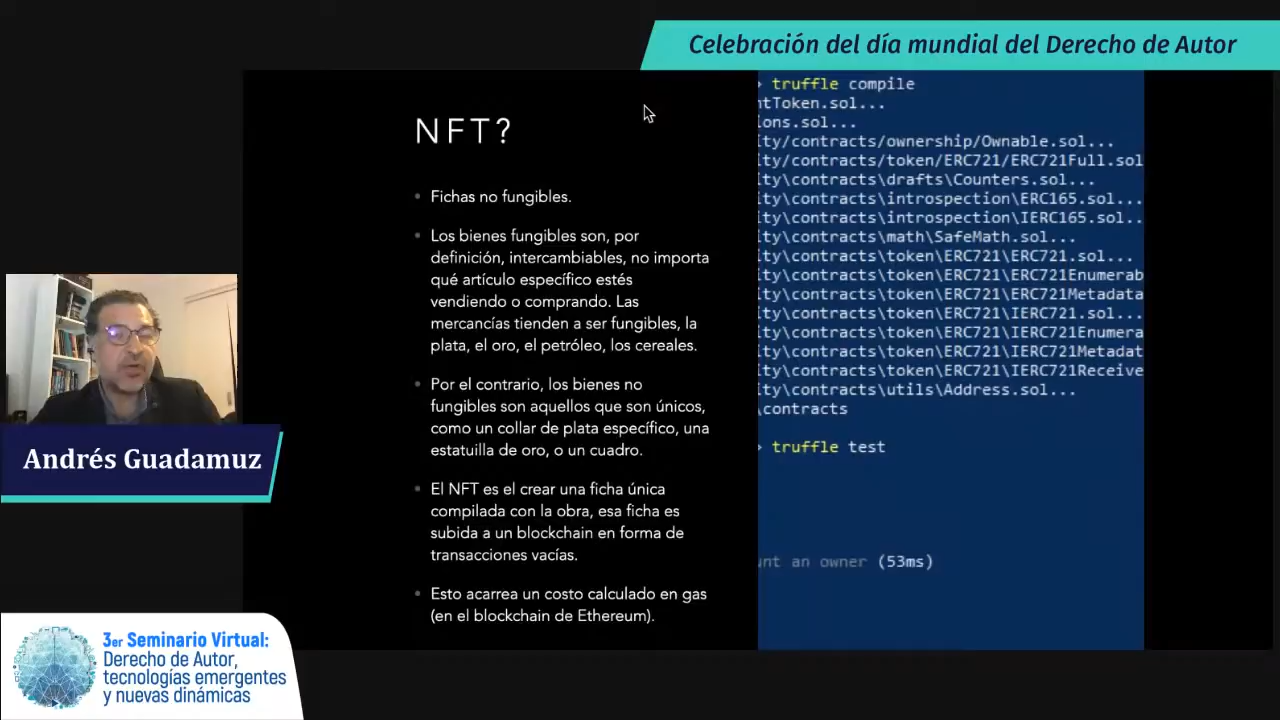 Celebración del día mundial del Derecho de Autor
NFT?
Fichas no fungibles.
Los bienes fungibles son, por
definición, intercambiables, no importa
qué artículo específico estés
vendiendo o comprando. Las
mercancías tienden a ser fungibles, la
plata, el oro, el petróleo, los cereales.
Por el contrario, los bienes no
fungibles son aquellos que son únicos,
como un collar de plata específico, una
estatuilla de oro, o un cuadro.
El NFT es el crear una ficha única
compilada con la obra, esa ficha es
subida a un blockchain en forma de
transacciones vacías.
Esto acarrea un costo calculado en gas
(en el blockchain de Ethereum).
truffle compile
ntToken.sol...
ions.sol...
ity/contracts/ownership/Ownable.sol...
ity/contracts/token/ERC721/ERC721Full.sol
ity\contracts\drafts\Counters.sol...
ity\contracts\introspection\ERC165.sol...
ity\contracts\introspection\IERC165.sol...
ity\contracts\math\SafeMath.sol...
ity\contracts\token\ERC721\ERC721.sol...
ity\contracts\token\ERC721\ERC721Enumerab
ity\contracts\token\ERC721\ERC721Metadata
ity\contracts\token\ERC721\IERC721.sol...
ity\contracts\token\ERC721\IERC721Enumera
ity\contracts\token\ERC721\IERC721Metadat
ity\contracts\token\ERC721\IERC721Receive
ity\contracts\utils\Address.sol...
\contracts
truffle test
unt an owner (53ms)
Andrés Guadamuz
3er Seminario Virtual:
Derecho de Autor,
tecnologías emergentes
y nuevas dinámicas